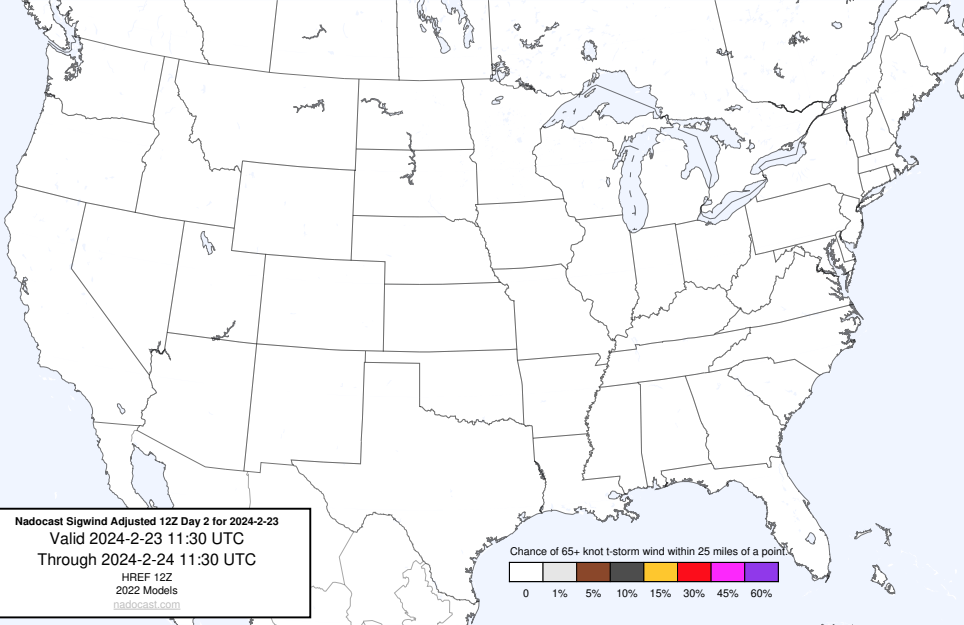 Nadocast Sigwind Adjusted 12Z Day 2 for 2024-2-23
Valid 2024-2-23 11:30 UTC
Through 2024-2-24 11:30 UTC
HREF 12Z
2022 Models
nadocast.com
Chance of 65+ knot t-storm wind within 25 miles of a point.
0 1% 5% 10% 15% 30% 45% 60%